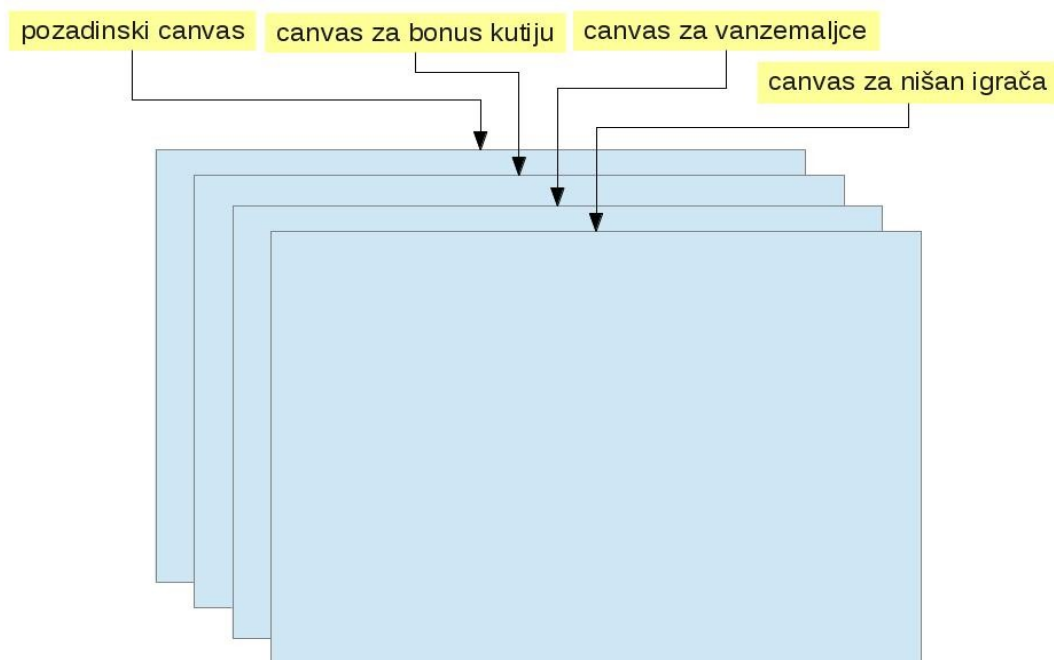 pozadinski canvas
canvas za bonus kutiju
canvas za vanzemaljce
canvas za nišan igrača